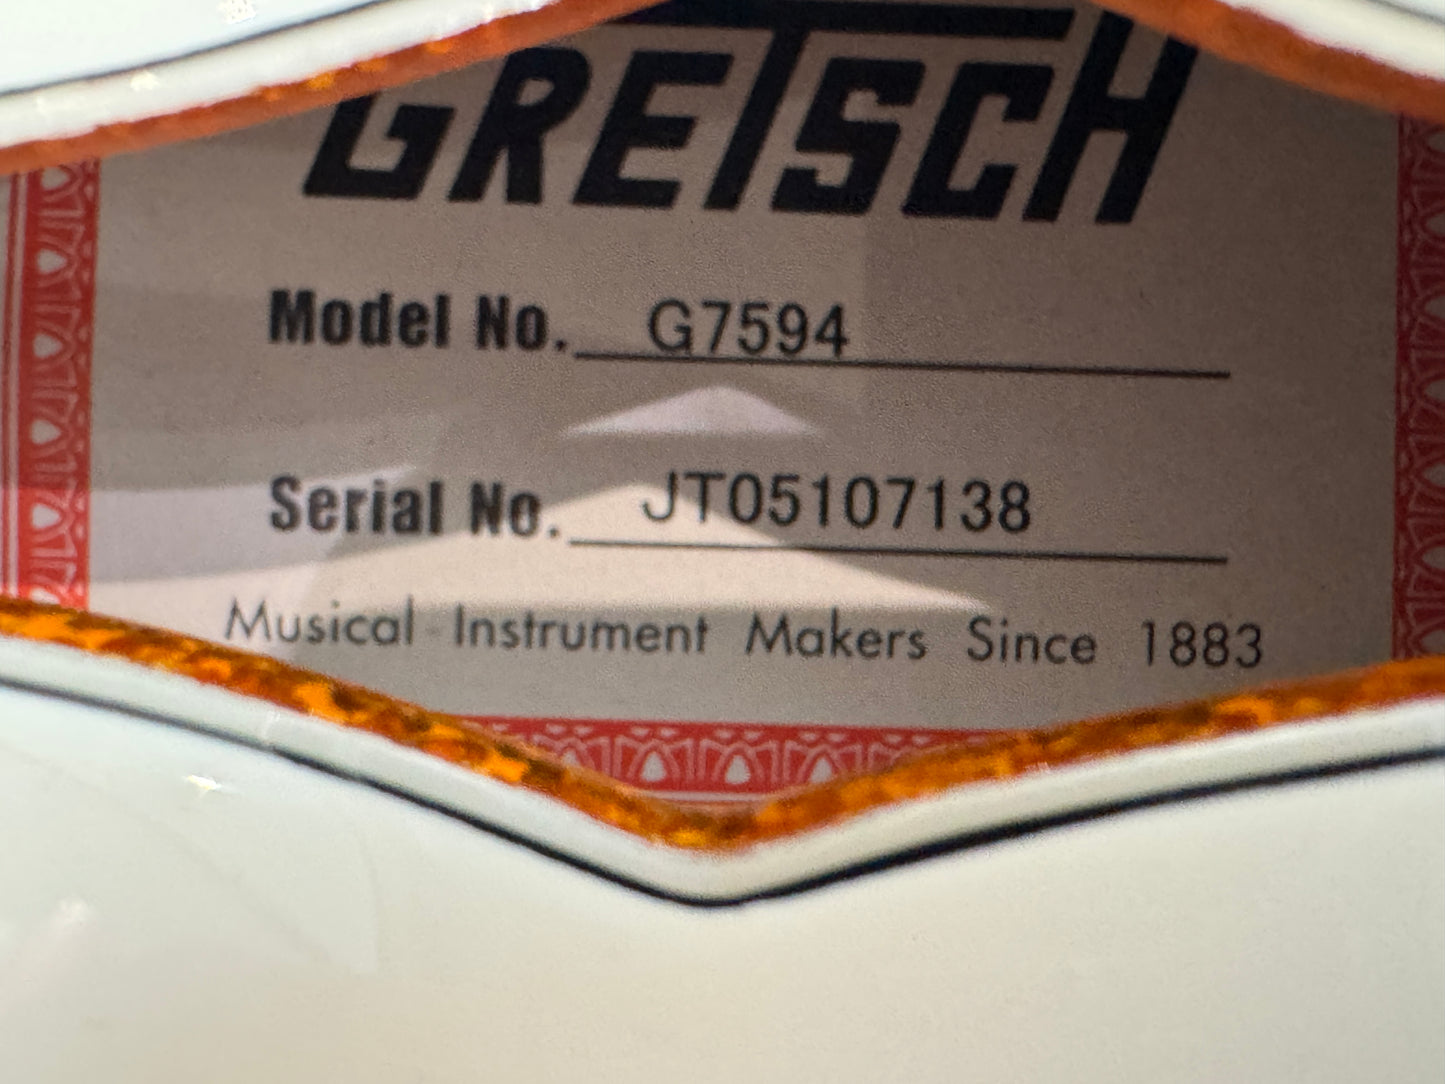 GRETSCH
Model No. G7594
Serial No. JT05107138
Musical Instrument Makers Since 1883